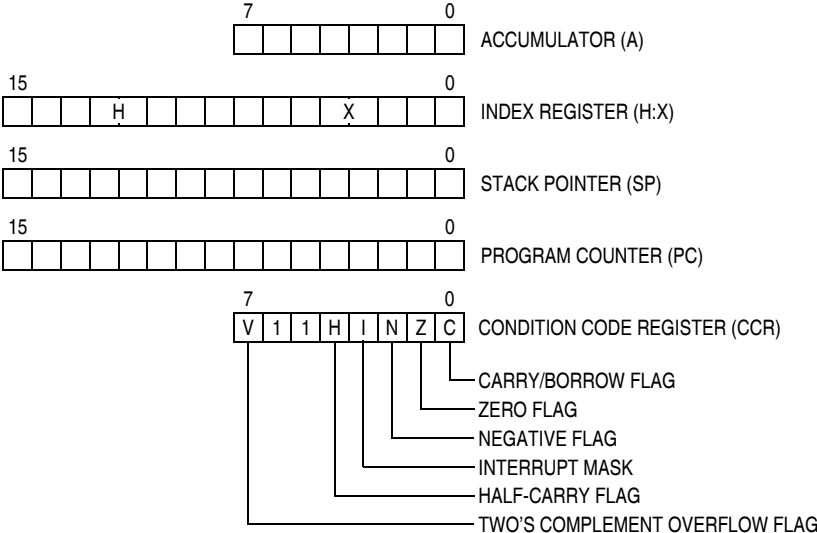 7 0
ACCUMULATOR (A)
15 0
H X INDEX REGISTER (H:X)
15 0
STACK POINTER (SP)
15 0
PROGRAM COUNTER (PC)
7 0
V 1 1 H I N Z C CONDITION CODE REGISTER (CCR)
CARRY/BORROW FLAG
ZERO FLAG
NEGATIVE FLAG
INTERRUPT MASK
HALF-CARRY FLAG
TWO'S COMPLEMENT OVERFLOW FLAG